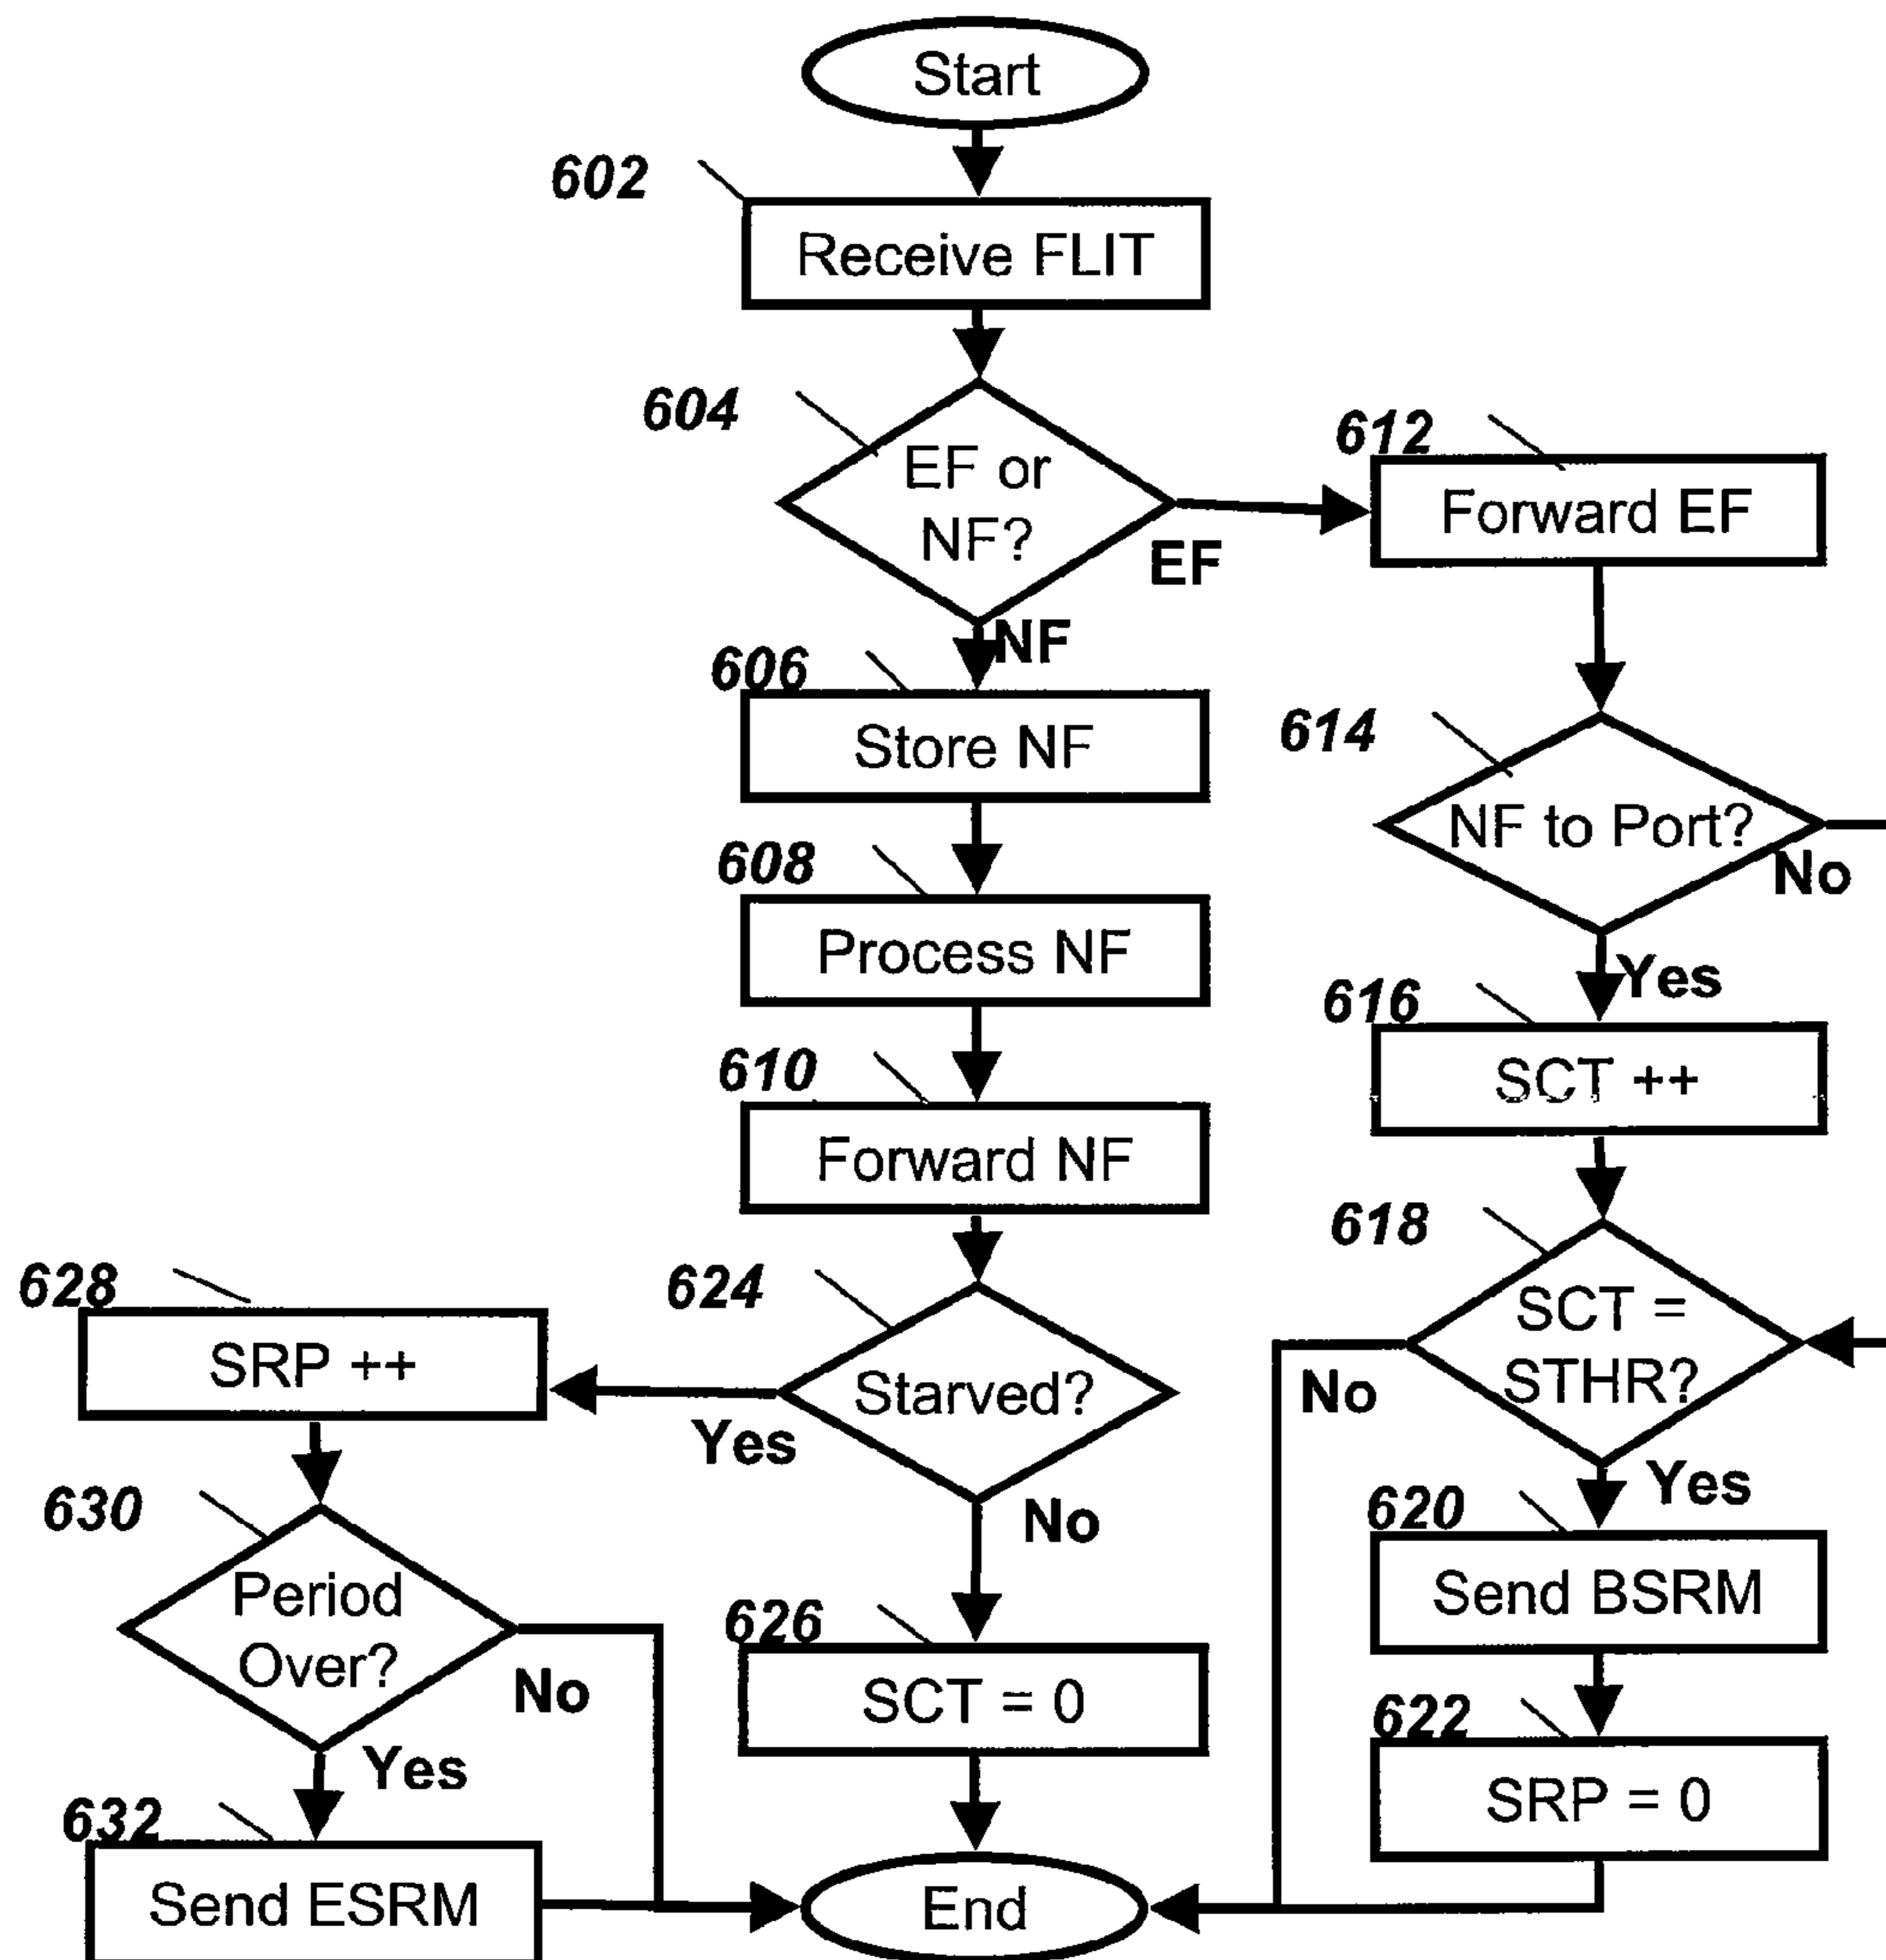 Start
602
Receive FLIT
604
EF or
NF?
EF
NF
612
Forward EF
606
Store NF
614
NF to Port?
No
Yes
608
Process NF
616
SCT ++
610
Forward NF
618
SCT =
STHR?
No
Yes
628
SRP ++
624
Starved?
Yes
No
620
Send BSRM
630
Period
Over?
No
Yes
626
SCT = 0
622
SRP = 0
632
Send ESRM
End